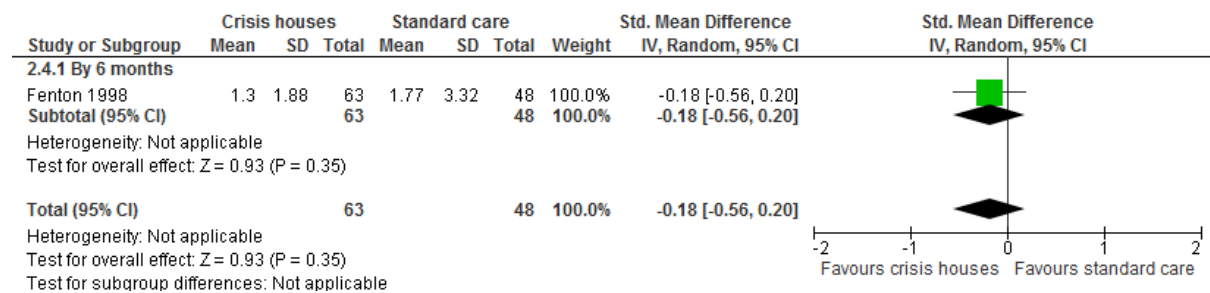 Crisis houses Standard care Std. Mean Difference Std. Mean Difference
Study or Subgroup Mean SD Total Mean SD Total Weight IV, Random, 95% CI IV, Random, 95% CI
2.4.1 By 6 months
Fenton 1998 1.3 1.88 63 1.77 3.32 48 100.0% -0.18 [-0.56, 0.20]
Subtotal (95% CI) 63 48 100.0% -0.18 [-0.56, 0.20]
Heterogeneity: Not applicable
Test for overall effect: Z = 0.93 (P = 0.35)
Total (95% CI) 63 48 100.0% -0.18 [-0.56, 0.20]
Heterogeneity: Not applicable
Test for overall effect: Z = 0.93 (P = 0.35)
Test for subgroup differences: Not applicable
-2 -1 0 1 2
Favours crisis houses Favours standard care